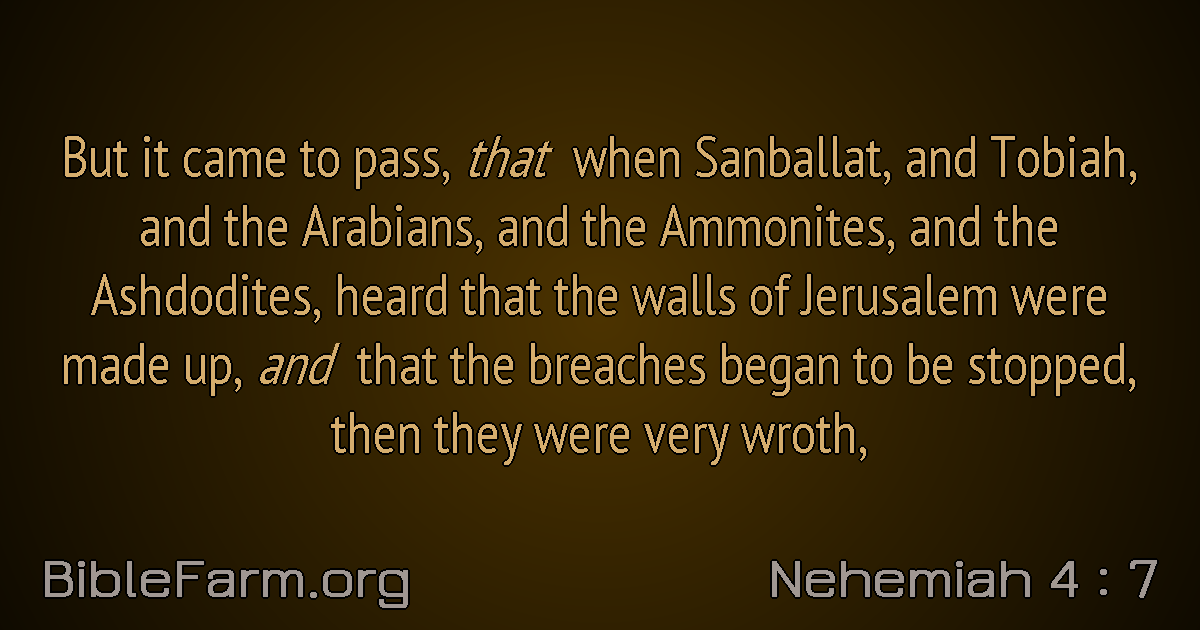 But it came to pass, that when Sanballat, and Tobiah,
and the Arabians, and the Ammonites, and the
Ashdodites, heard that the walls of Jerusalem were
made up, and that the breaches began to be stopped,
then they were very wroth,
BibleFarm.org
Nehemiah 4 : 7